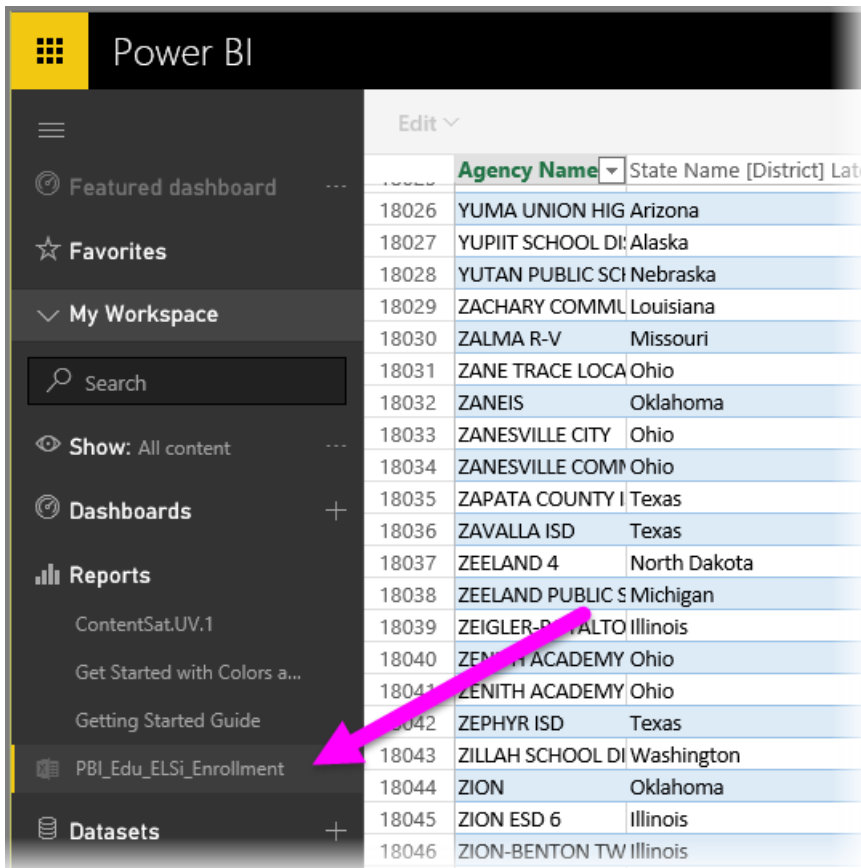 Power BI
Featured dashboard ...
Favorites
My Workspace
Search
Show: All content ...
Dashboards +
Reports
ContentSat.UV.1
Get Started with Colors a...
Getting Started Guide
PBI_Edu_ELSi_Enrollment
Datasets +
Edit
Agency Name State Name [District] Lat
18026 YUMA UNION HIG Arizona
18027 YUPIIT SCHOOL DI Alaska
18028 YUTAN PUBLIC SCH Nebraska
18029 ZACHARY COMMU Louisiana
18030 ZALMA R-V Missouri
18031 ZANE TRACE LOCA Ohio
18032 ZANEIS Oklahoma
18033 ZANESVILLE CITY Ohio
18034 ZANESVILLE COMM Ohio
18035 ZAPATA COUNTY I Texas
18036 ZAVALLA ISD Texas
18037 ZEELAND 4 North Dakota
18038 ZEELAND PUBLIC S Michigan
18039 Illinois
18040 ACADEMY Ohio
18041 ZENITH ACADEMY Ohio
18042 ZEPHYR ISD Texas
18043 ZILLAH SCHOOL DI Washington
18044 ZION Oklahoma
18045 ZION ESD 6 Illinois
18046 ZION-BENTON TW Illinois